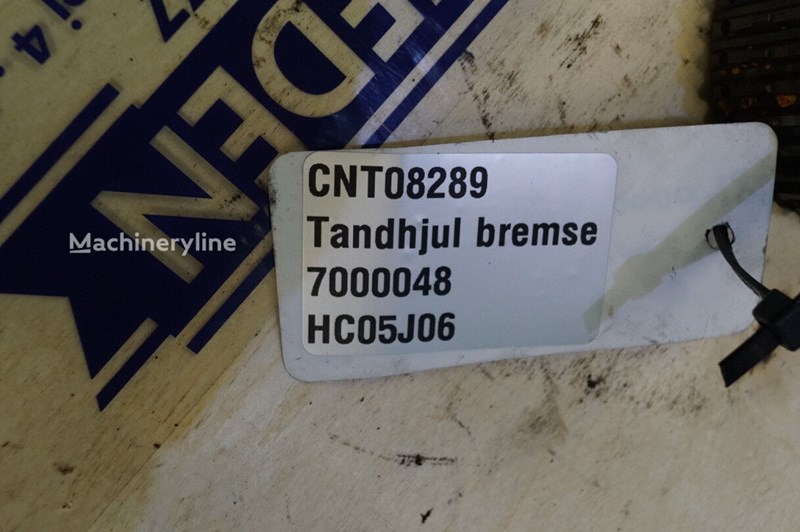 CNT08289
Tandhjul bremse
7000048
HC05J06
Machineryline